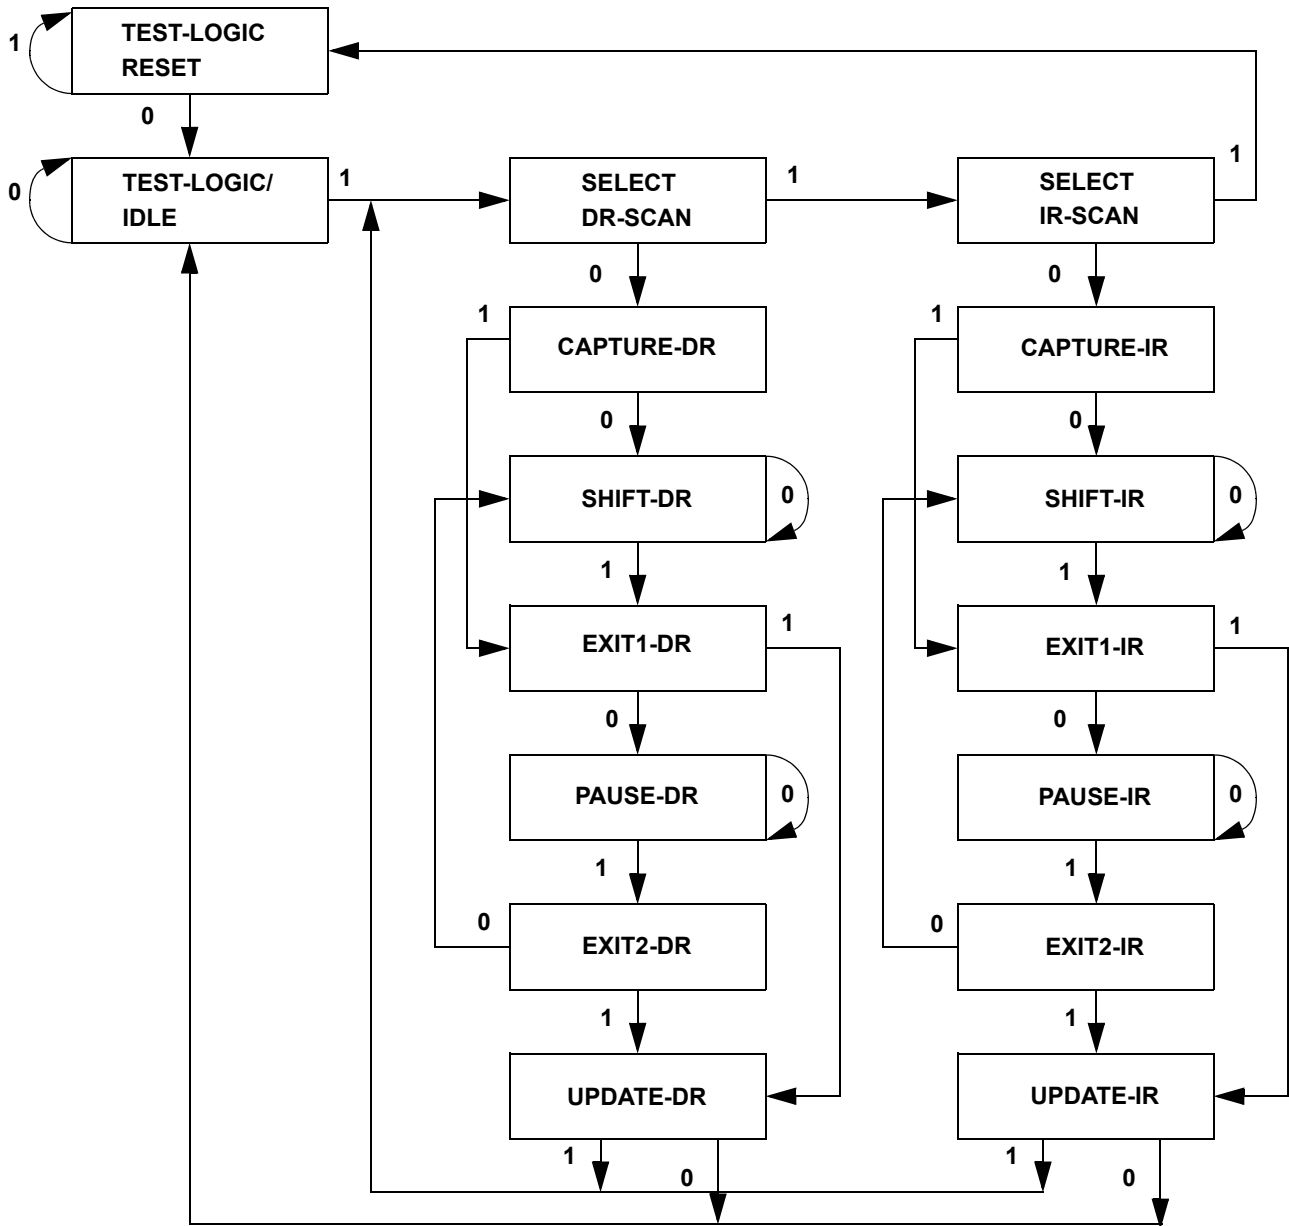 1
TEST-LOGIC
RESET
0
0
TEST-LOGIC/
IDLE
1
SELECT
DR-SCAN
1
SELECT
IR-SCAN
1
0
0
1
CAPTURE-DR
1
CAPTURE-IR
0
0
SHIFT-DR
0
SHIFT-IR
0
1
1
EXIT1-DR
1
EXIT1-IR
1
0
0
PAUSE-DR
0
PAUSE-IR
0
1
1
0
EXIT2-DR
0
EXIT2-IR
1
1
UPDATE-DR
UPDATE-IR
1
0
1
0